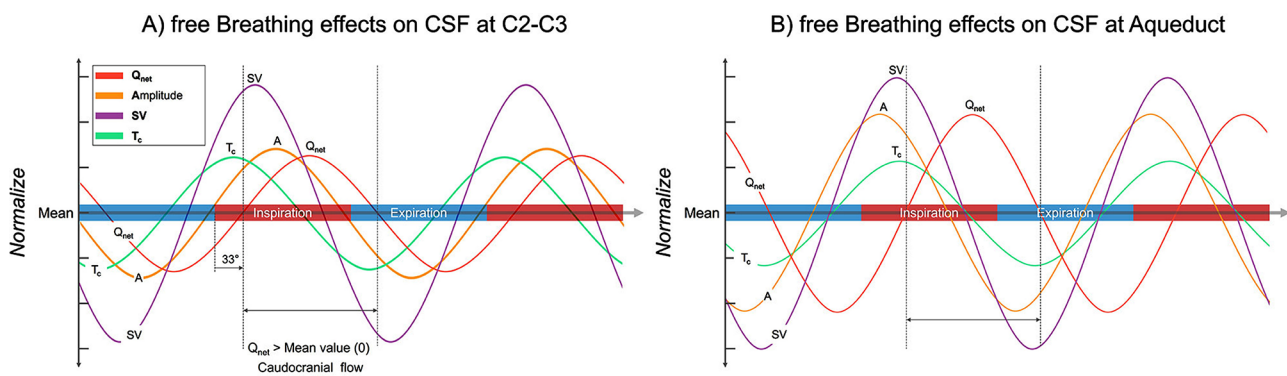 A) free Breathing effects on CSF at C2-C3
Normalize
Mean
Qnet
Amplitude
SV
Tc
SV
Tc
A
Qnet
Inspiration
Expiration
Qnet
33°
Tc
A
SV
Qnet > Mean value (0)
Caudocranial flow
B) free Breathing effects on CSF at Aqueduct
Normalize
Mean
SV
A
Qnet
Tc
Qnet
Inspiration
Expiration
Tc
A
SV